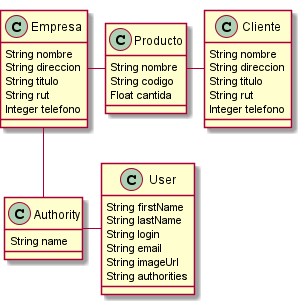 C Empresa
String nombre
String direccion
String titulo
String rut
Integer telefono
C Producto
String nombre
String codigo
Float cantida
C Cliente
String nombre
String direccion
String titulo
String rut
Integer telefono
C Authority
String name
C User
String firstName
String lastName
String login
String email
String imageUrl
String authorities